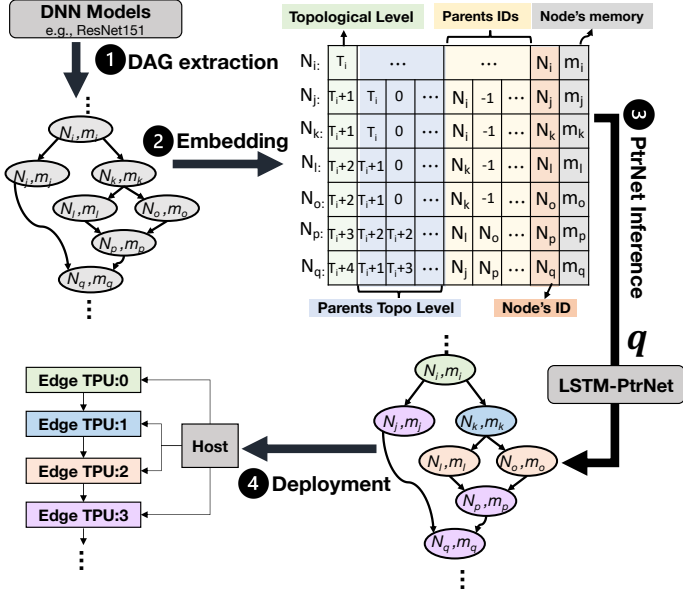 DNN Models
e.g., ResNet151
1 DAG extraction
...
N_i,m_i
N_j,m_j
N_k,m_k
N_l,m_l
N_o,m_o
N_p,m_p
N_q,m_q
...
2 Embedding
Topological Level
Parents IDs
Node's memory
N_i: T_i ... ... N_i m_i
N_j: T_i+1 T_i 0 ... N_i -1 ... N_j m_j
N_k: T_i+1 T_i 0 ... N_i -1 ... N_k m_k
N_l: T_i+2 T_i+1 0 ... N_k -1 ... N_l m_l
N_o: T_i+2 T_i+1 0 ... N_k -1 ... N_o m_o
N_p: T_i+3 T_i+2 T_i+2 ... N_l N_o ... N_p m_p
N_q: T_i+4 T_i+1 T_i+3 ... N_j N_p ... N_q m_q
Parents Topo Level
Node's ID
3 PtrNet Inference
q
LSTM-PtrNet
...
N_i,m_i
N_j,m_j
N_k,m_k
N_l,m_l
N_o,m_o
N_p,m_p
N_q,m_q
...
4 Deployment
Host
Edge TPU:0
Edge TPU:1
Edge TPU:2
Edge TPU:3
...